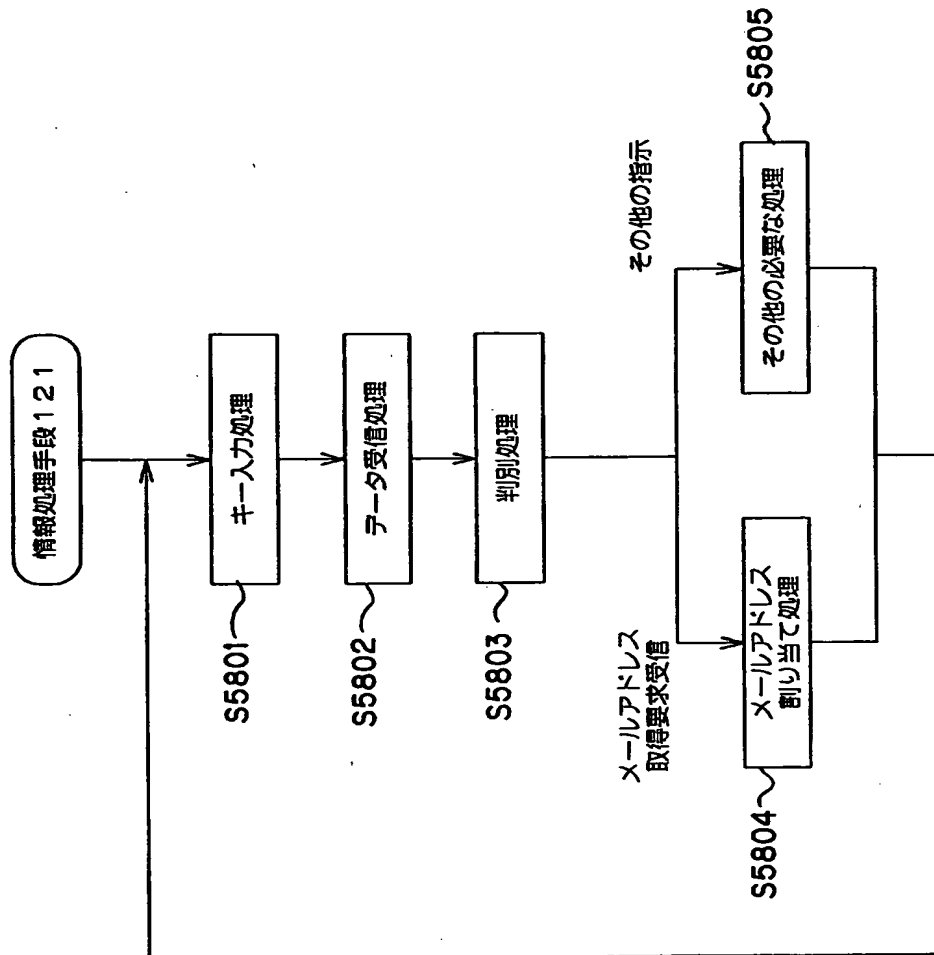 情報処理手段121
キー入力処理
S5801
データ受信処理
S5802
判別処理
S5803
メールアドレス
取得要求受信
その他の指示
メールアドレス
割り当て処理
S5804
その他の必要な処理
S5805